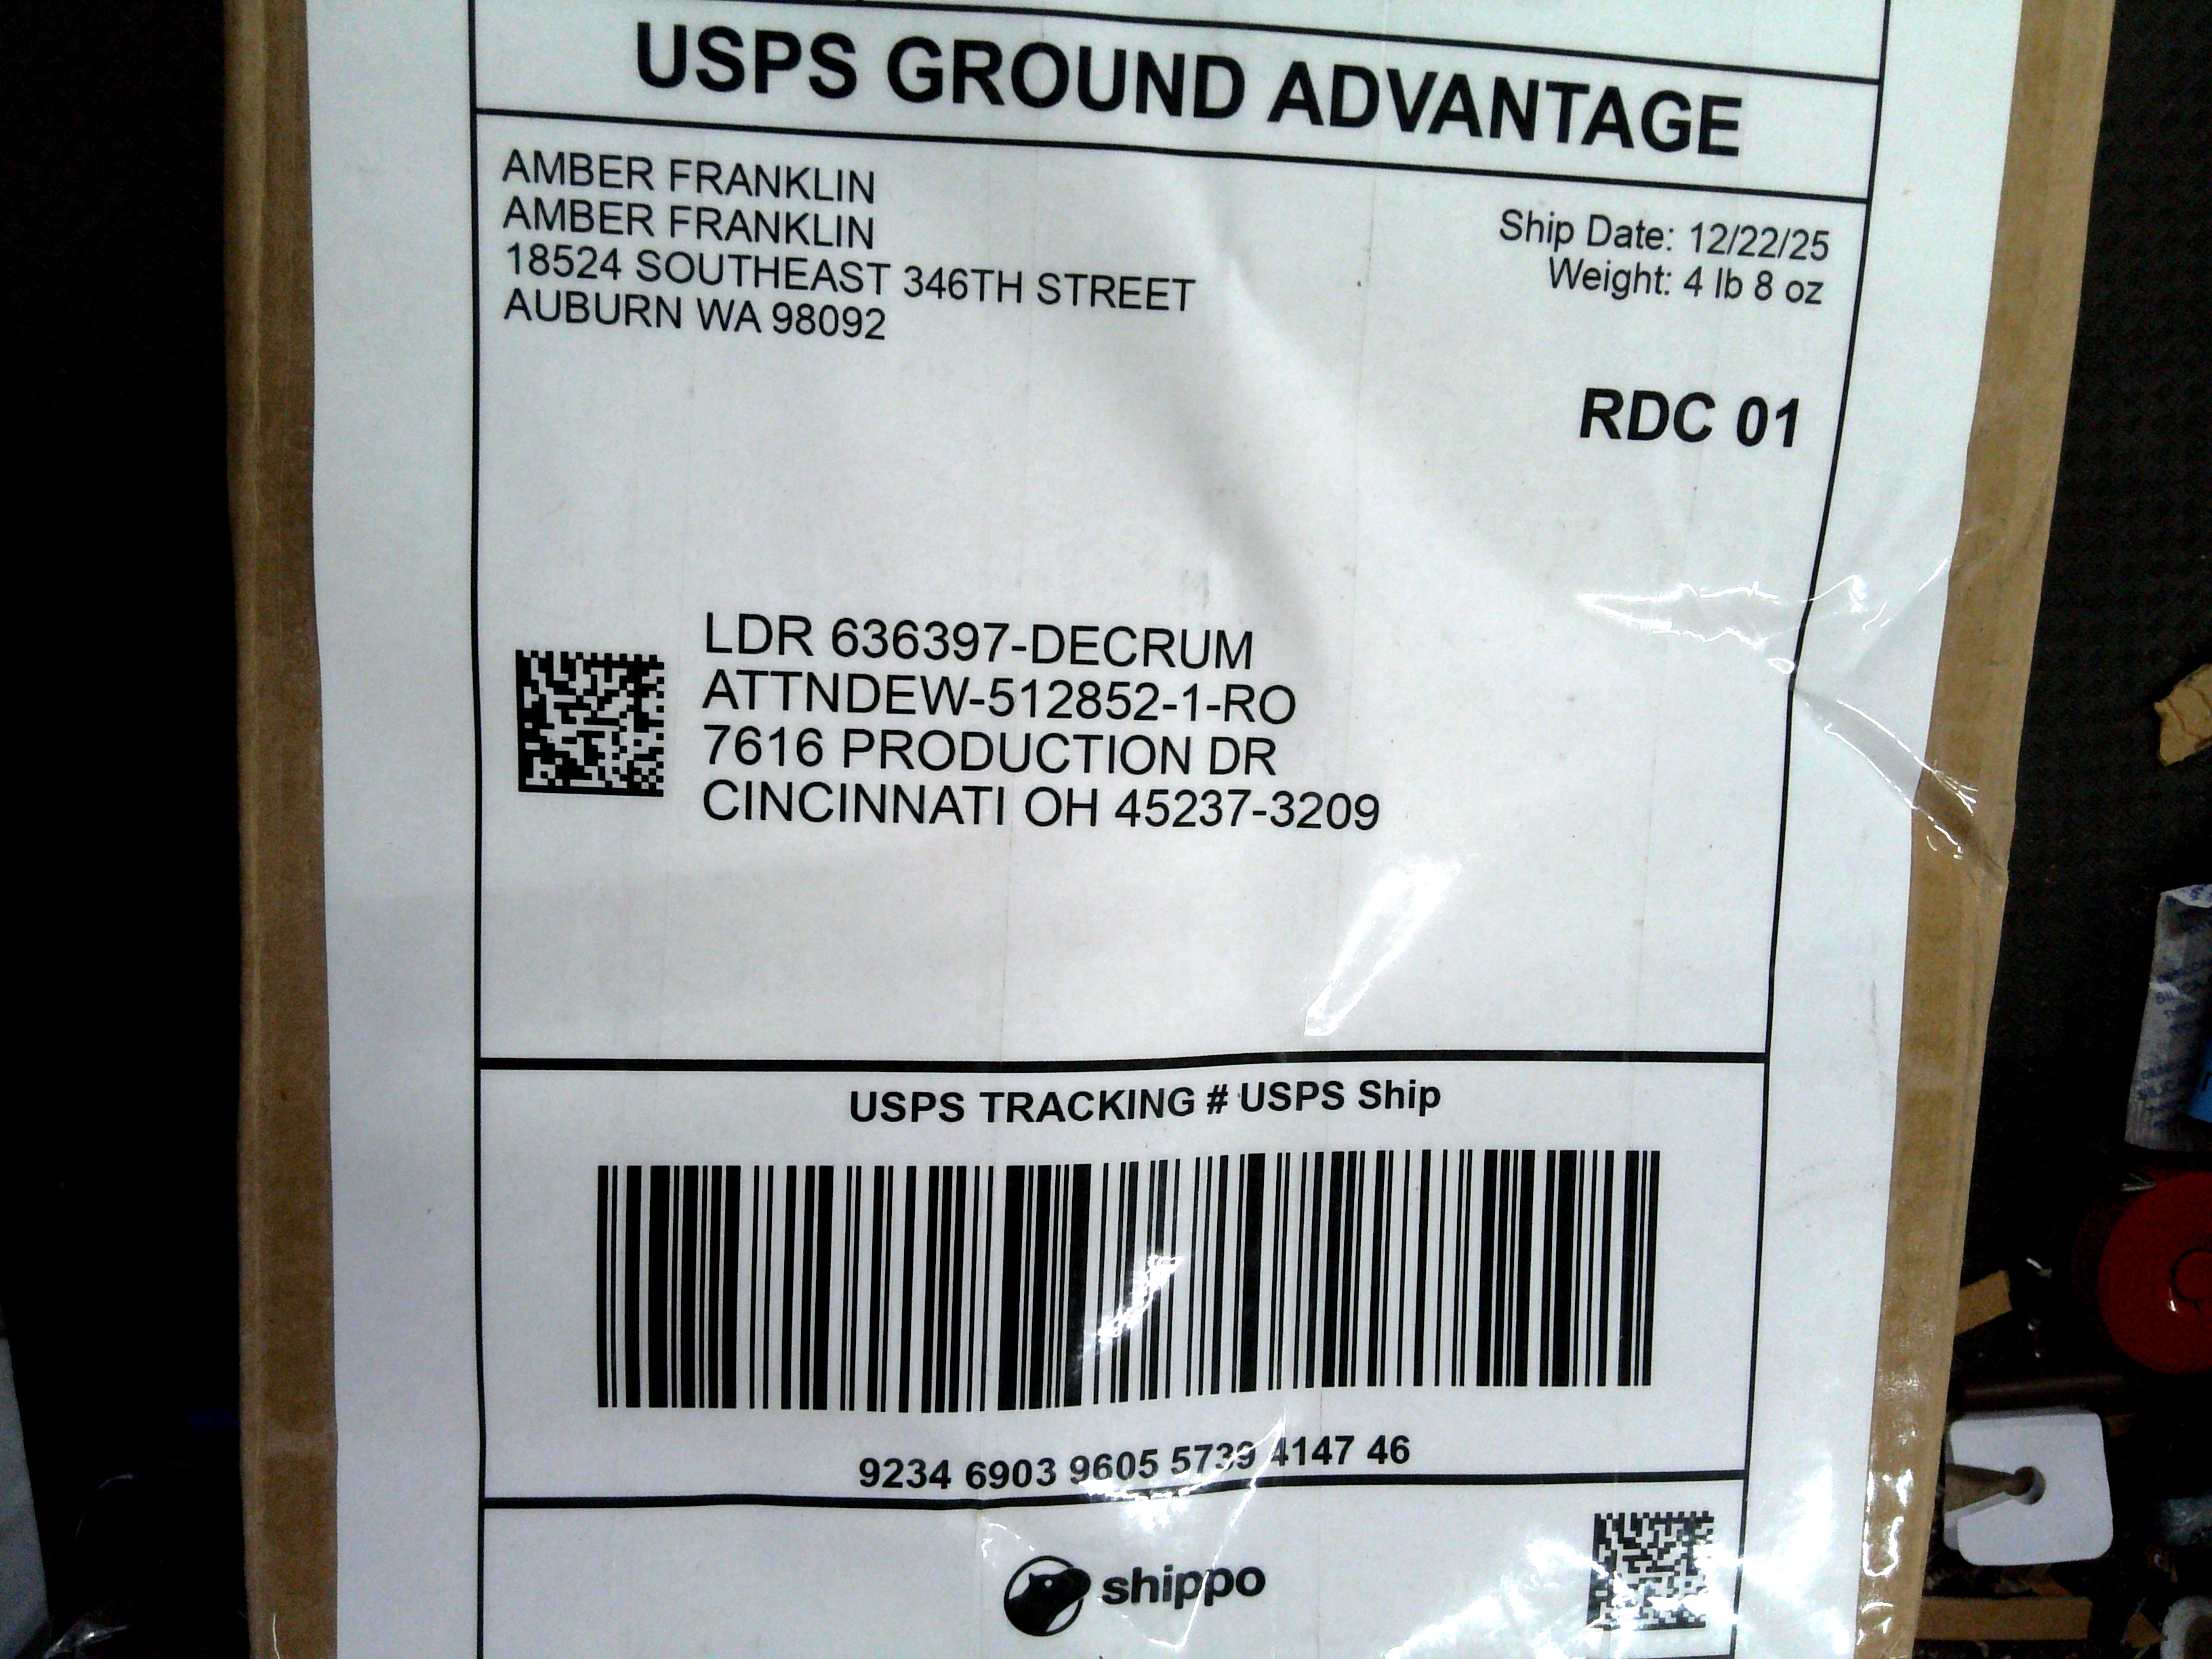 USPS GROUND ADVANTAGE
AMBER FRANKLIN
AMBER FRANKLIN
18524 SOUTHEAST 346TH STREET
AUBURN WA 98092
Ship Date: 12/22/25
Weight: 4 lb 8 oz
RDC 01
LDR 636397-DECRUM
ATTNDEW-512852-1-RO
7616 PRODUCTION DR
CINCINNATI OH 45237-3209
USPS TRACKING # USPS Ship
9234 6903 9605 5739 4147 46
shippo